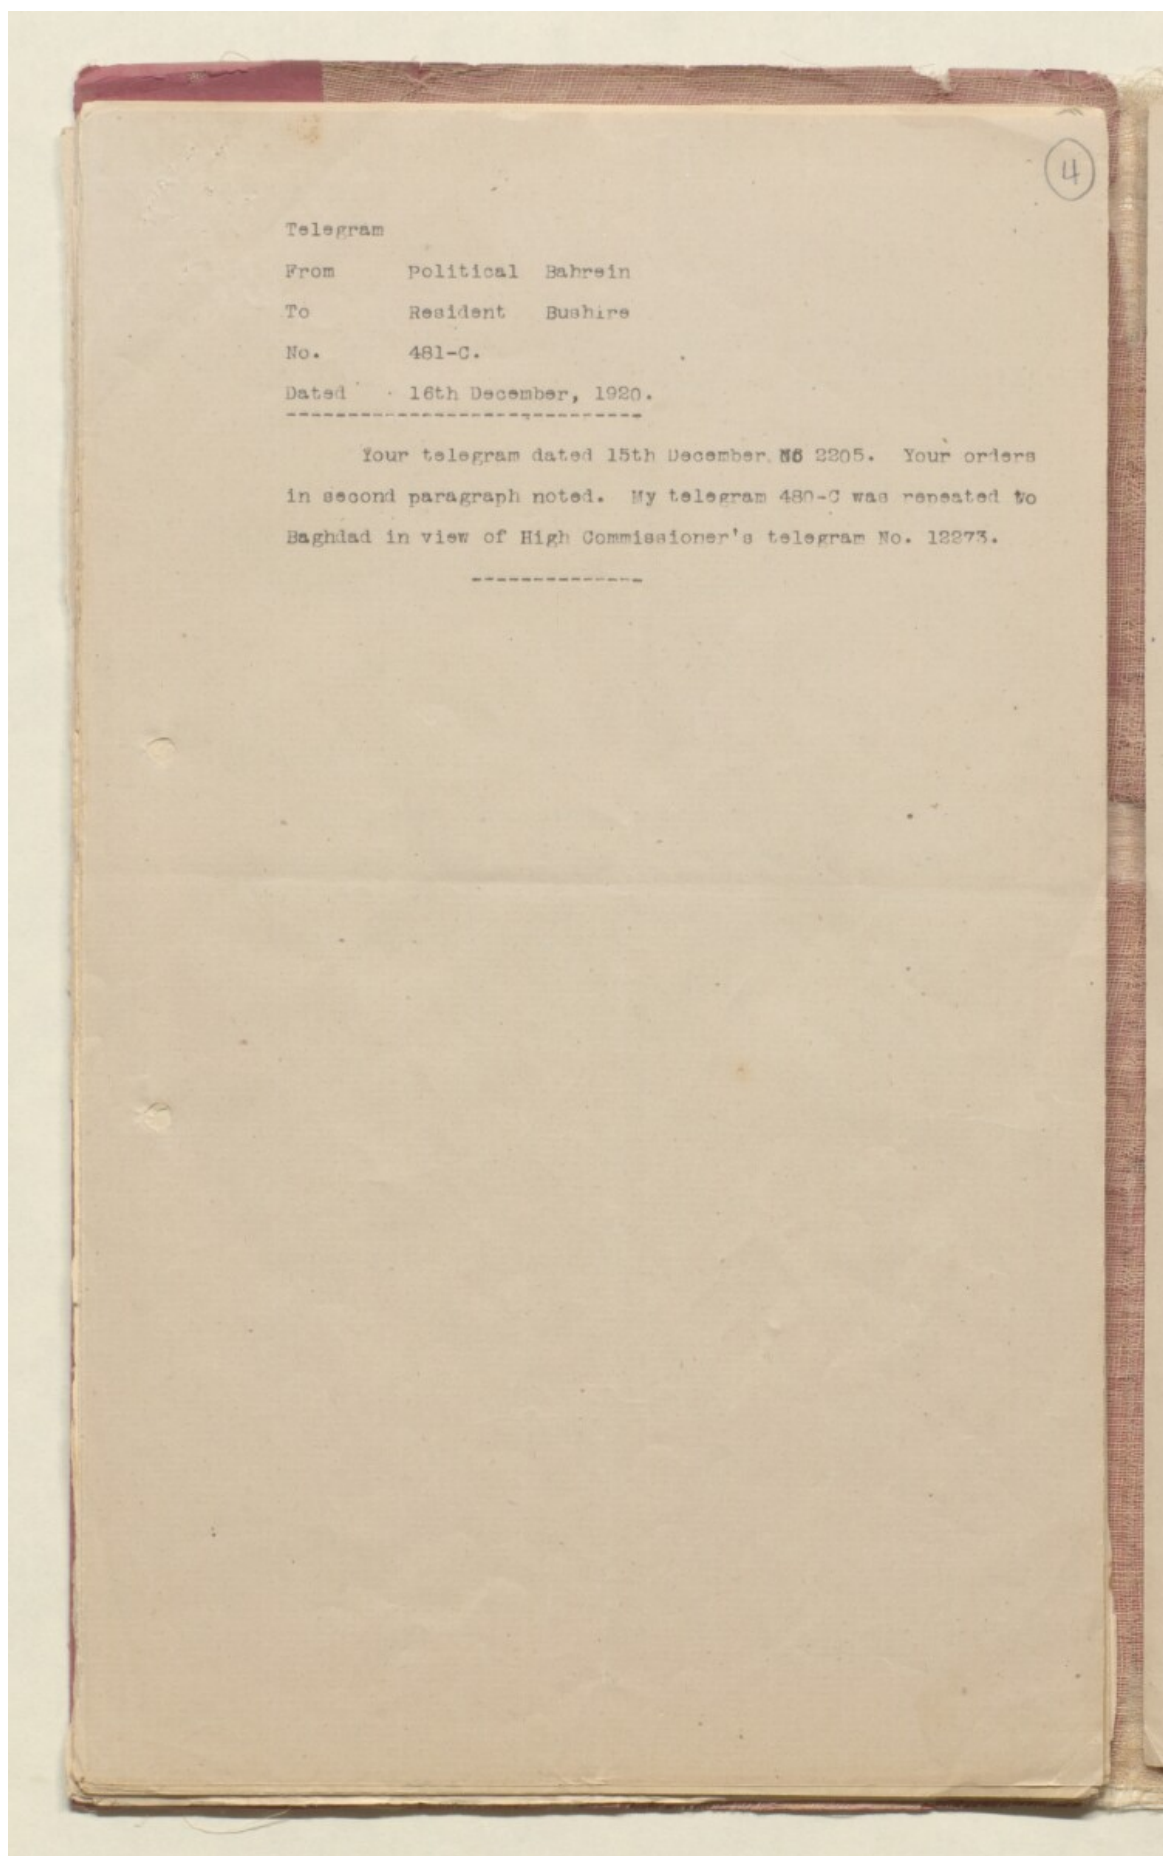 4
Telegram
From Political Bahrein
To Resident Bushire
No. 481-C.
Dated 16th December, 1920.
Your telegram dated 15th December No 2205. Your orders
in second paragraph noted. My telegram 480-C was repeated to
Baghdad in view of High Commissioner's telegram No. 12273.